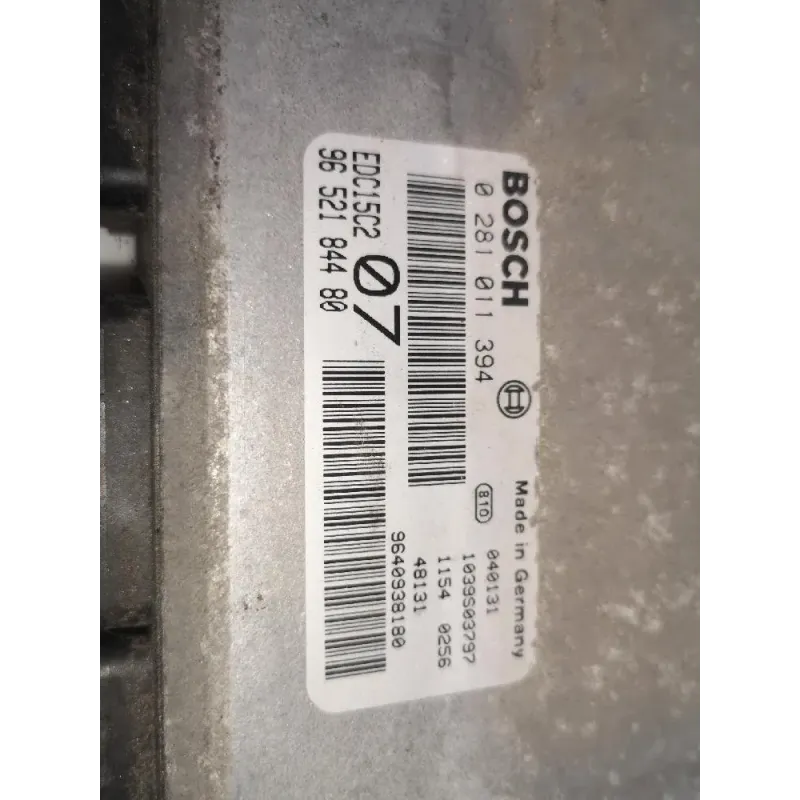 BOSCH
0 281 011 394
EDC15C2
07
96 521 844 80
Made in Germany
810
040131
1039S03797
1154 0256
48131
9640938180